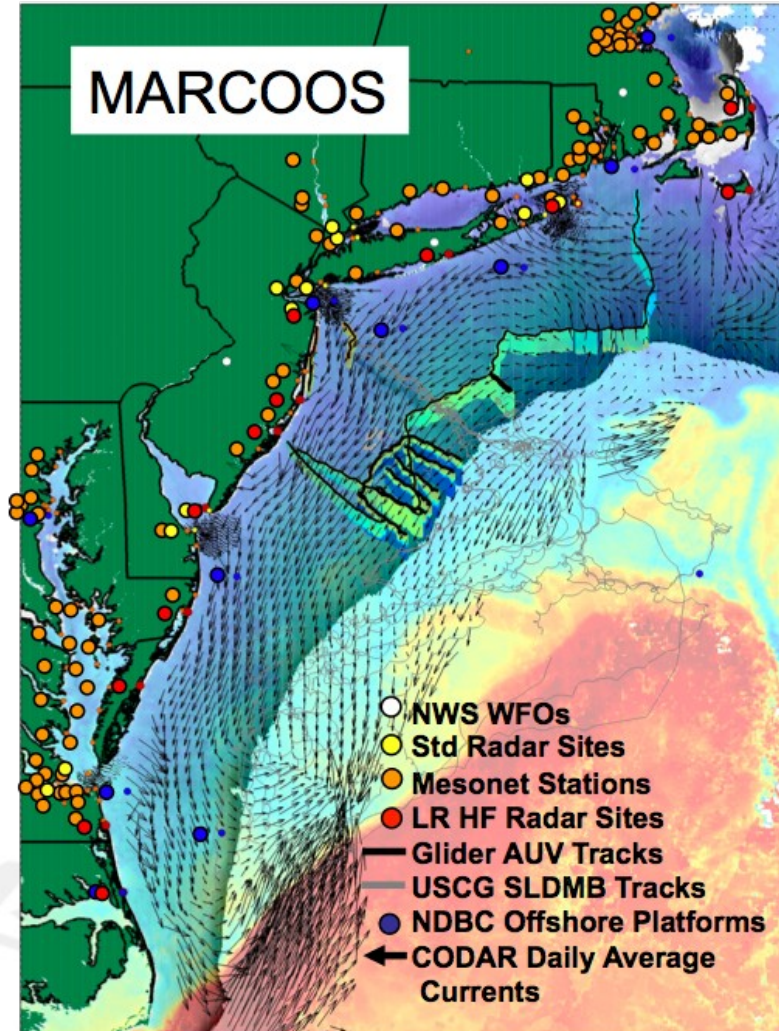 MARCOOS
NWS WFOs
Std Radar Sites
Mesonet Stations
LR HF Radar Sites
Glider AUV Tracks
USCG SLDMB Tracks
NDBC Offshore Platforms
CODAR Daily Average
Currents